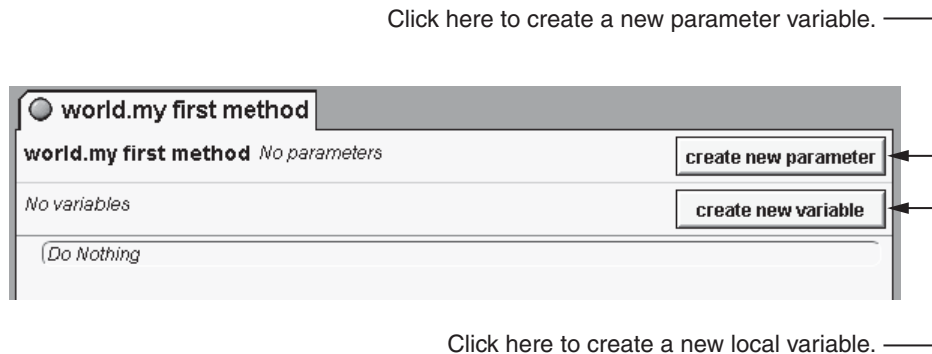 Click here to create a new parameter variable.
world.my first method
world.my first method No parameters create new parameter
No variables create new variable
Do Nothing
Click here to create a new local variable.